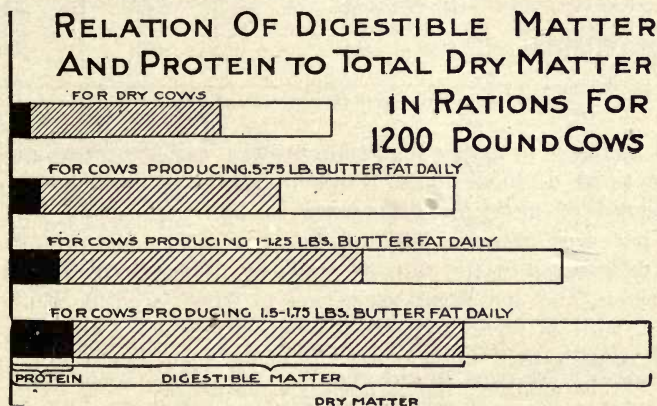 RELATION OF DIGESTIBLE MATTER
AND PROTEIN TO TOTAL DRY MATTER
IN RATIONS FOR
1200 POUND COWS
FOR DRY COWS
FOR COWS PRODUCING .5-75 LB. BUTTER FAT DAILY
FOR COWS PRODUCING 1-1.25 LBS. BUTTER FAT DAILY
FOR COWS PRODUCING 1.5-1.75 LBS. BUTTER FAT DAILY
PROTEIN DIGESTIBLE MATTER
DRY MATTER